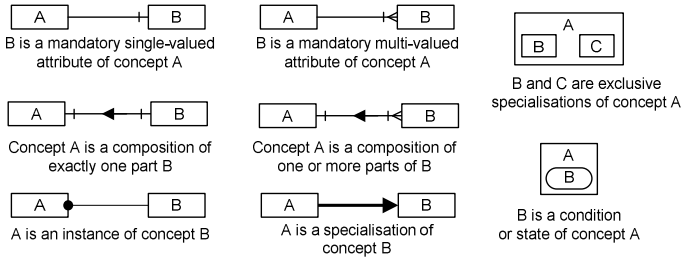 A B
B is a mandatory single-valued
attribute of concept A
A B
B is a mandatory multi-valued
attribute of concept A
A
B C
B and C are exclusive
specialisations of concept A
A B
Concept A is a composition of
exactly one part B
A B
Concept A is a composition of
one or more parts of B
A
B
B is a condition
or state of concept A
A B
A is an instance of concept B
A B
A is a specialisation of
concept B